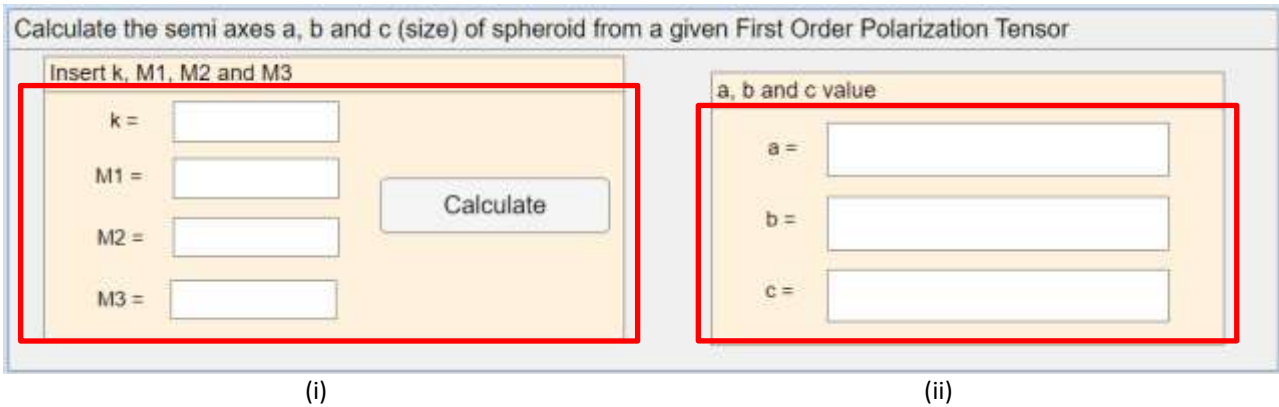 Calculate the semi axes a, b and c (size) of spheroid from a given First Order Polarization Tensor
Insert k, M1, M2 and M3
k =
M1 =
M2 =
M3 =
Calculate
a, b and c value
a =
b =
c =
(i)
(ii)